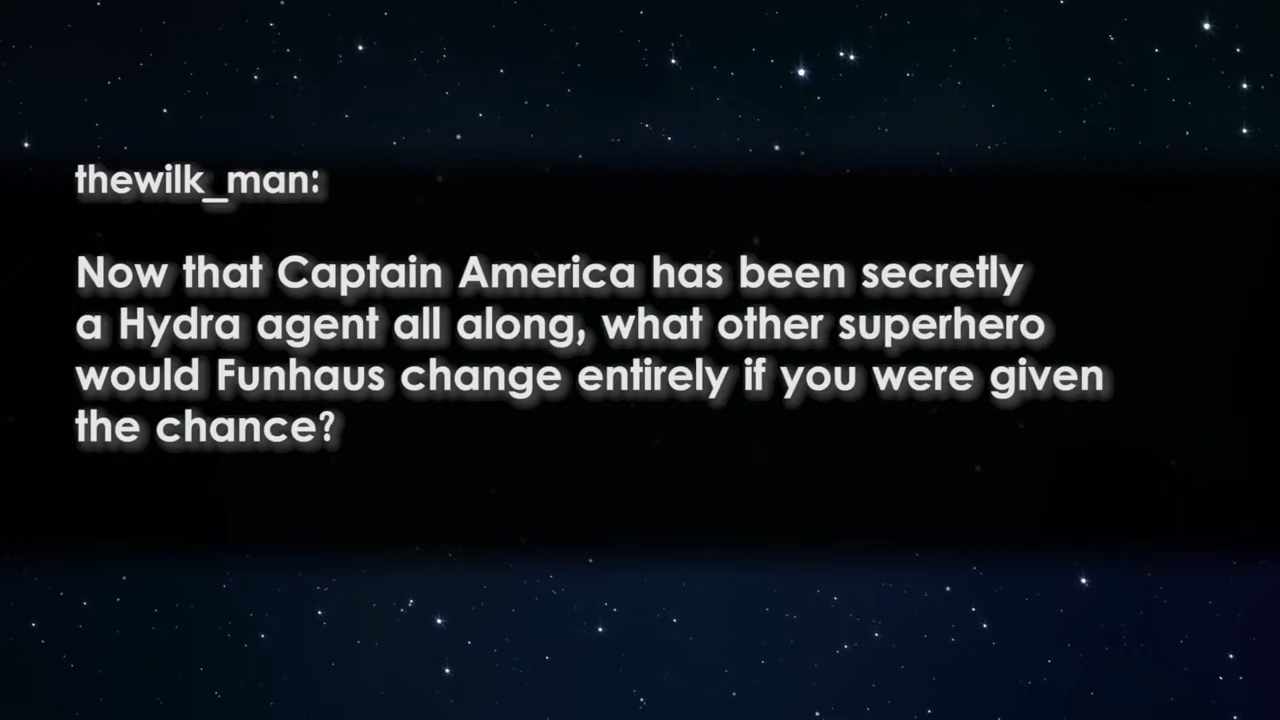 thewilk_man:
Now that Captain America has been secretly
a Hydra agent all along, what other superhero
would Funhaus change entirely if you were given
the chance?